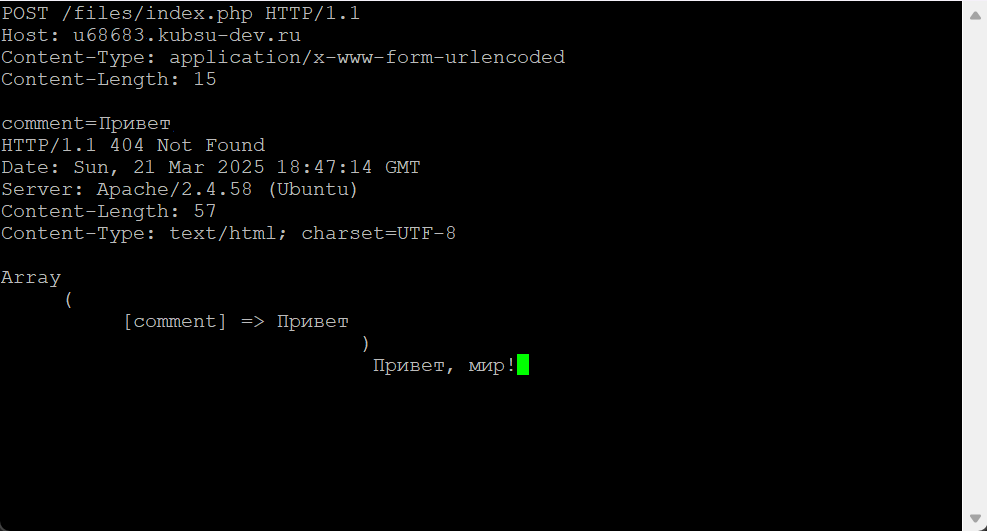 POST /files/index.php HTTP/1.1
Host: u68683.kubsu-dev.ru
Content-Type: application/x-www-form-urlencoded
Content-Length: 15
comment=Привет
HTTP/1.1 404 Not Found
Date: Sun, 21 Mar 2025 18:47:14 GMT
Server: Apache/2.4.58 (Ubuntu)
Content-Length: 57
Content-Type: text/html; charset=UTF-8
Array
(
[comment] => Привет
)
Привет, мир!